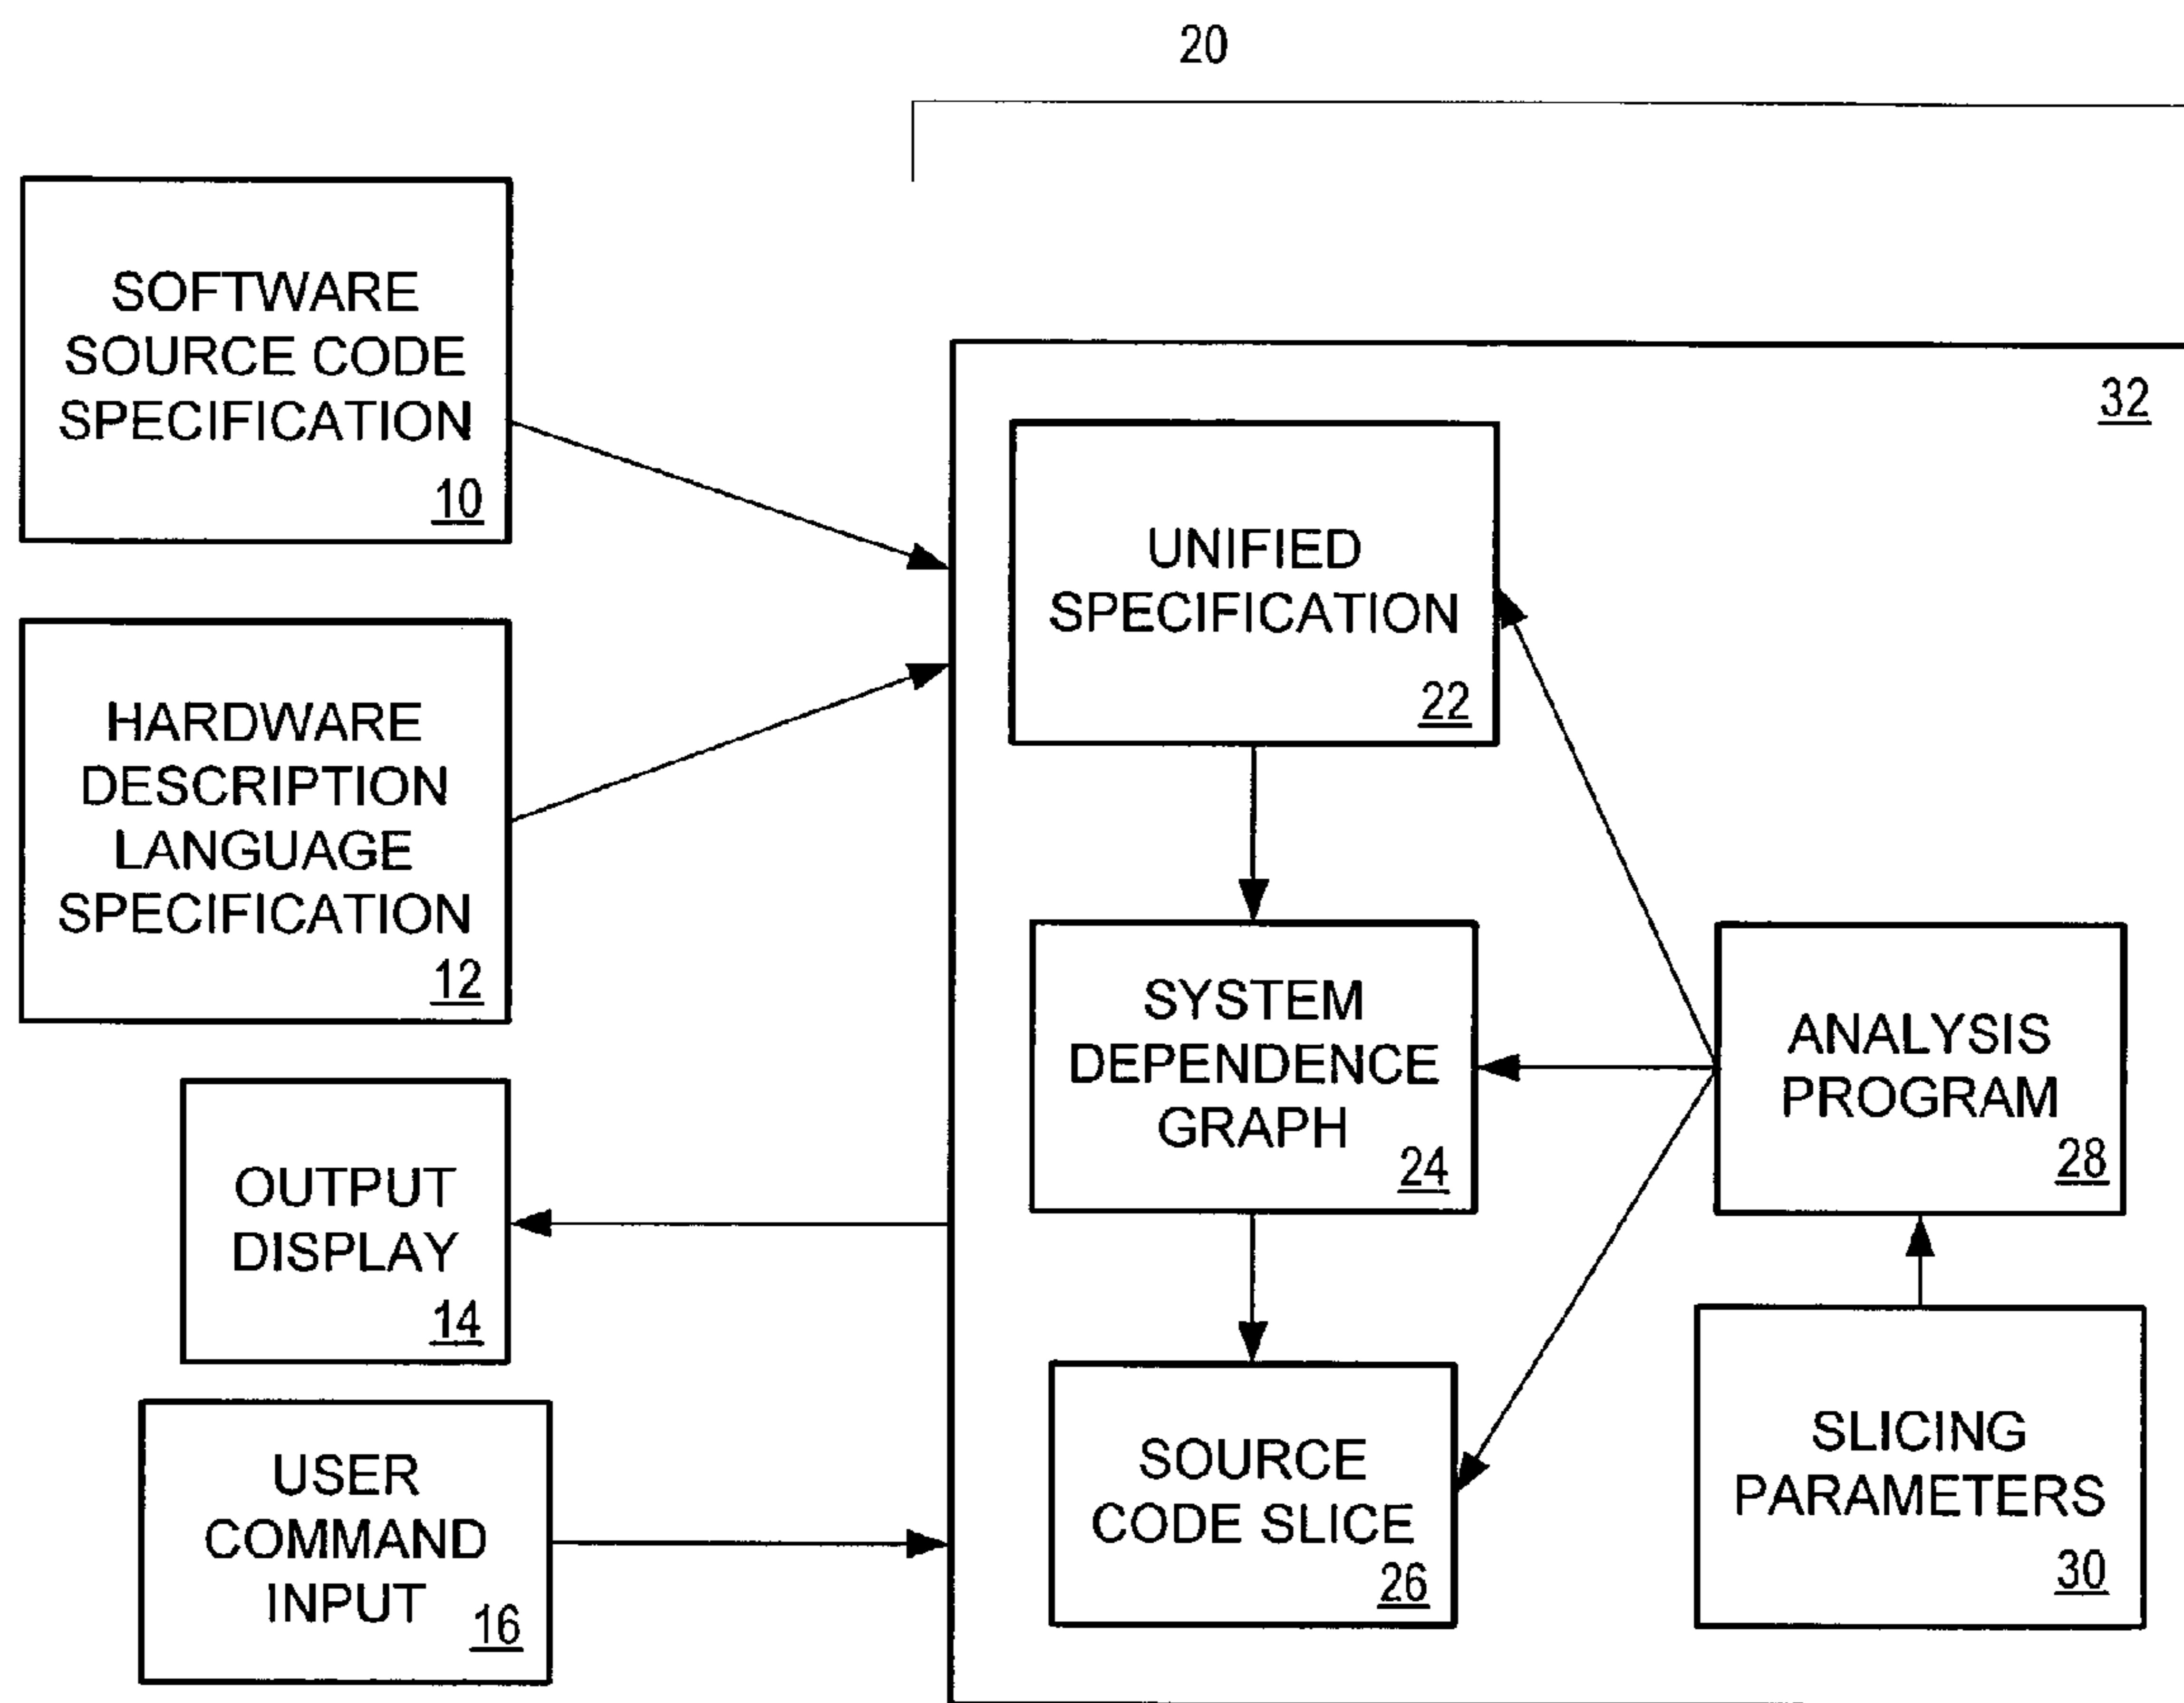 20
SOFTWARE
SOURCE CODE
SPECIFICATION
10
HARDWARE
DESCRIPTION
LANGUAGE
SPECIFICATION
12
OUTPUT
DISPLAY
14
USER
COMMAND
INPUT
16
32
UNIFIED
SPECIFICATION
22
SYSTEM
DEPENDENCE
GRAPH
24
SOURCE
CODE SLICE
26
ANALYSIS
PROGRAM
28
SLICING
PARAMETERS
30